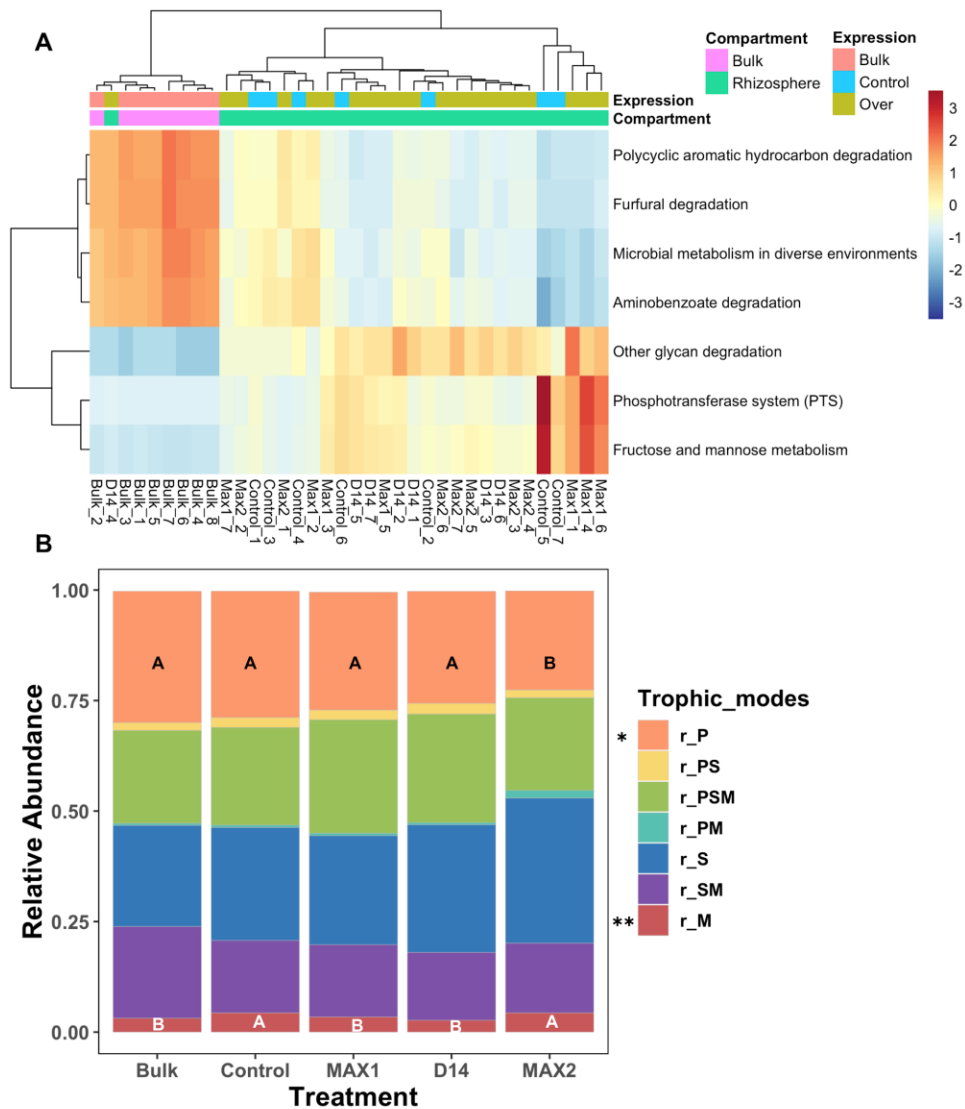 A
Compartment
Bulk
Rhizosphere
Expression
Bulk
Control
Over
Expression
Compartment
3
2
1
0
-1
-2
-3
Polycyclic aromatic hydrocarbon degradation
Furfural degradation
Microbial metabolism in diverse environments
Aminobenzoate degradation
Other glycan degradation
Phosphotransferase system (PTS)
Fructose and mannose metabolism
Bulk_2
D14_4
Bulk_3
Bulk_1
Bulk_5
Bulk_7
Bulk_6
Bulk_4
Bulk_8
Max1_7
Max2_2
Control_1
Control_3
Max2_1
Control_4
Max1_2
Max1_3
Control_6
D14_5
D14_7
Max1_5
D14_2
D14_1
Control_2
Max2_6
Max2_7
Max2_5
D14_3
D14_6
Max2_3
Max2_4
Control_5
Control_7
Max1_1
Max1_4
Max1_6
B
1.00
0.75
0.50
0.25
0.00
Relative Abundance
A A A A B
B A B B A
Bulk Control MAX1 D14 MAX2
Treatment
Trophic_modes
* r_P
r_PS
r_PSM
r_PM
r_S
r_SM
** r_M